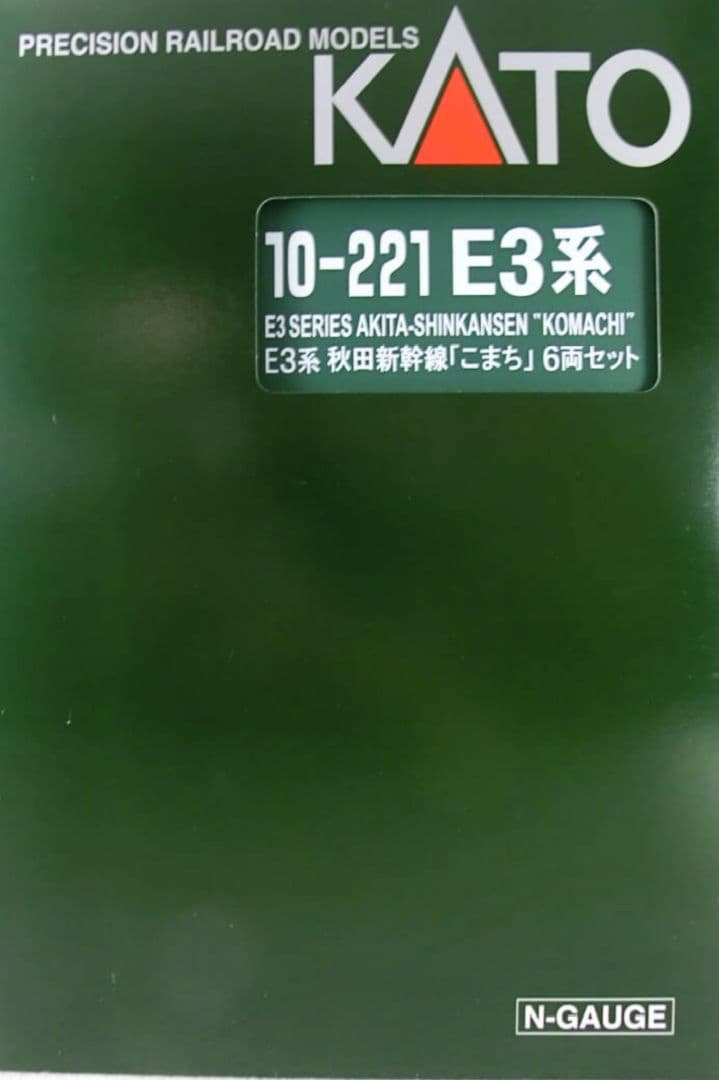 PRECISION RAILROAD MODELS
KATO
10-221 E3系
E3 SERIES AKITA-SHINKANSEN "KOMACHI"
E3系 秋田新幹線「こまち」 6両セット
N-GAUGE